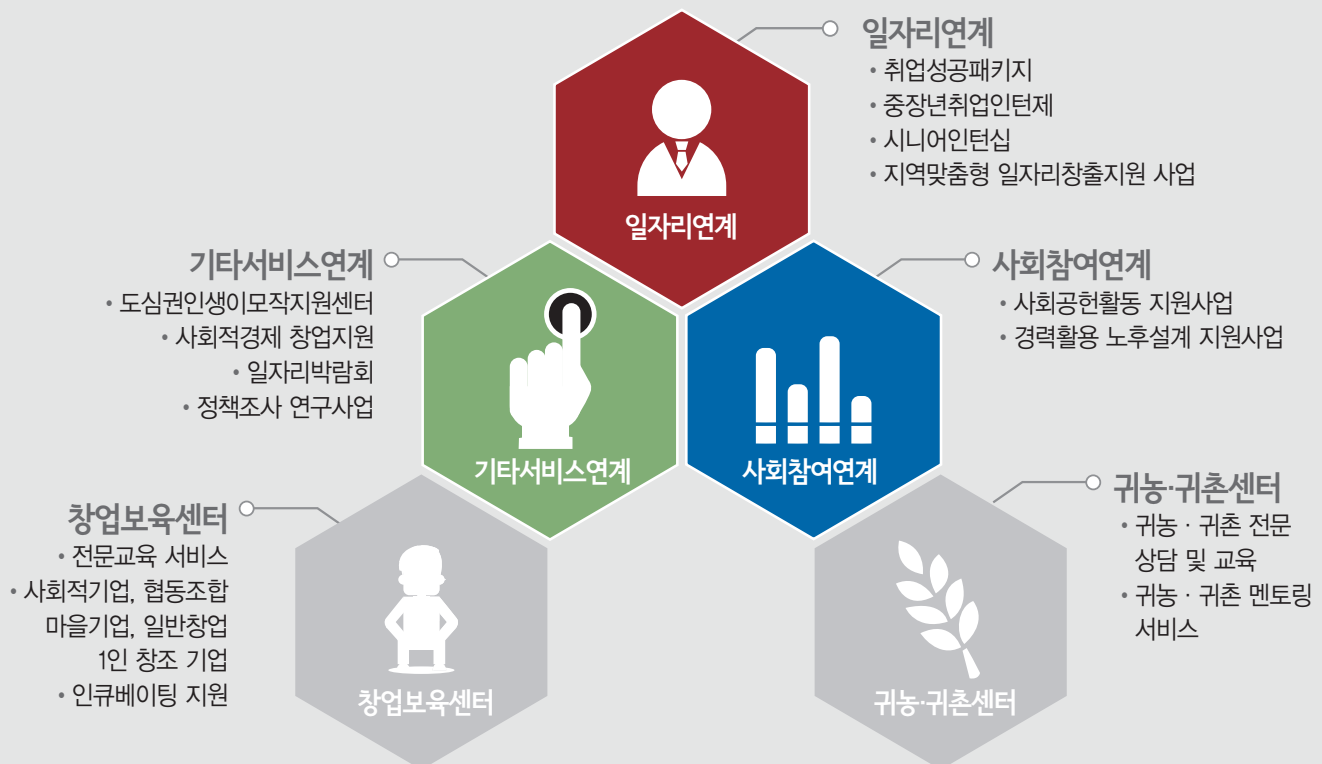 일자리연계
• 취업성공패키지
• 중장년취업인턴제
• 시니어인턴십
• 지역맞춤형 일자리창출지원 사업
일자리연계
기타서비스연계
• 도심권인생이모작지원센터
• 사회적경제 창업지원
• 일자리박람회
• 정책조사 연구사업
기타서비스연계
사회참여연계
• 사회공헌활동 지원사업
• 경력활용 노후설계 지원사업
사회참여연계
창업보육센터
• 전문교육 서비스
• 사회적기업, 협동조합
마을기업, 일반창업
1인 창조 기업
• 인큐베이팅 지원
창업보육센터
귀농·귀촌센터
• 귀농 · 귀촌 전문
상담 및 교육
• 귀농 · 귀촌 멘토링
서비스
귀농·귀촌센터